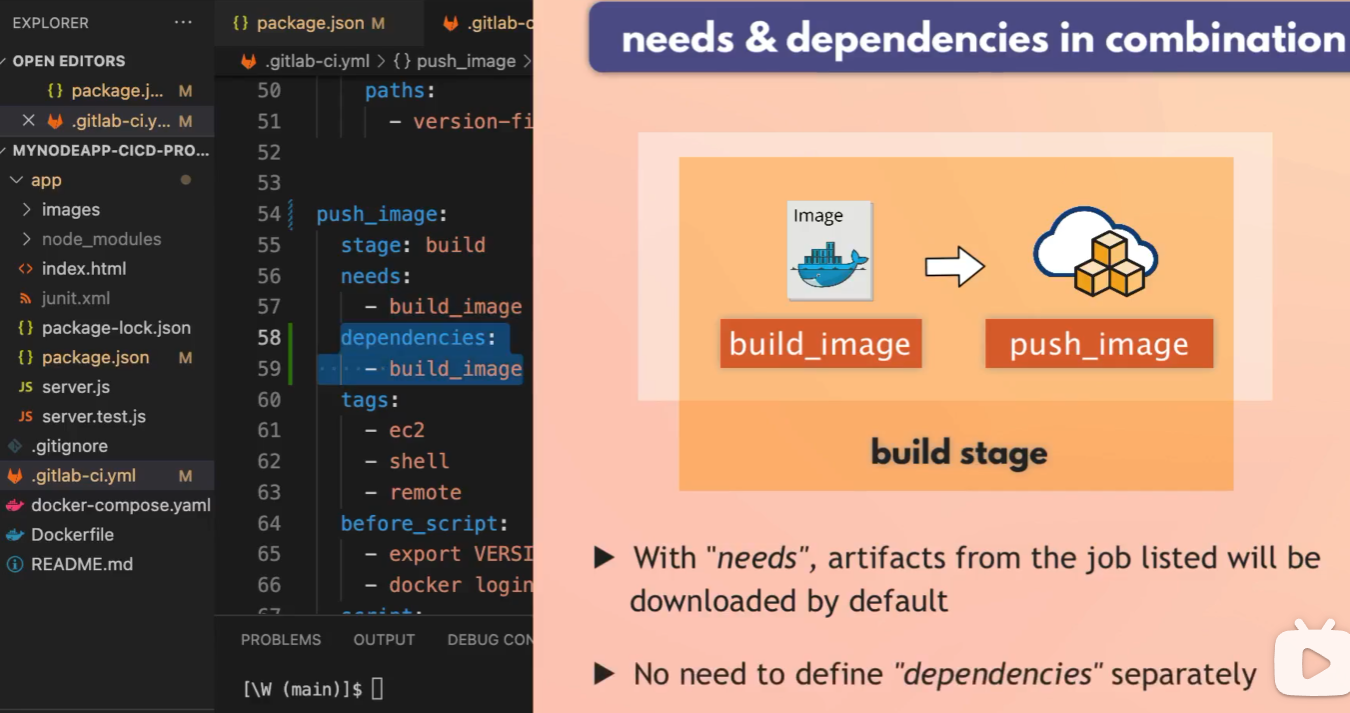 EXPLORER
OPEN EDITORS
package.j... M
.gitlab-ci.y... M
MYNODEAPP-CICD-PRO...
app
images
node_modules
index.html
junit.xml
package-lock.json
package.json M
server.js
server.test.js
.gitignore
.gitlab-ci.yml M
docker-compose.yaml
Dockerfile
README.md
{} package.json M
.gitlab-c
.gitlab-ci.yml > {} push_image >
50 paths:
51 - version-fi
52
53
54 push_image:
55 stage: build
56 needs:
57 - build_image
58 dependencies:
59 - build_image
60 tags:
61 - ec2
62 - shell
63 - remote
64 before_script:
65 - export VERSI
66 - docker login
67 script:
PROBLEMS OUTPUT DEBUG CON
[\W (main)]$
needs & dependencies in combination
Image
build_image
push_image
build stage
With "needs", artifacts from the job listed will be
downloaded by default
No need to define "dependencies" separately